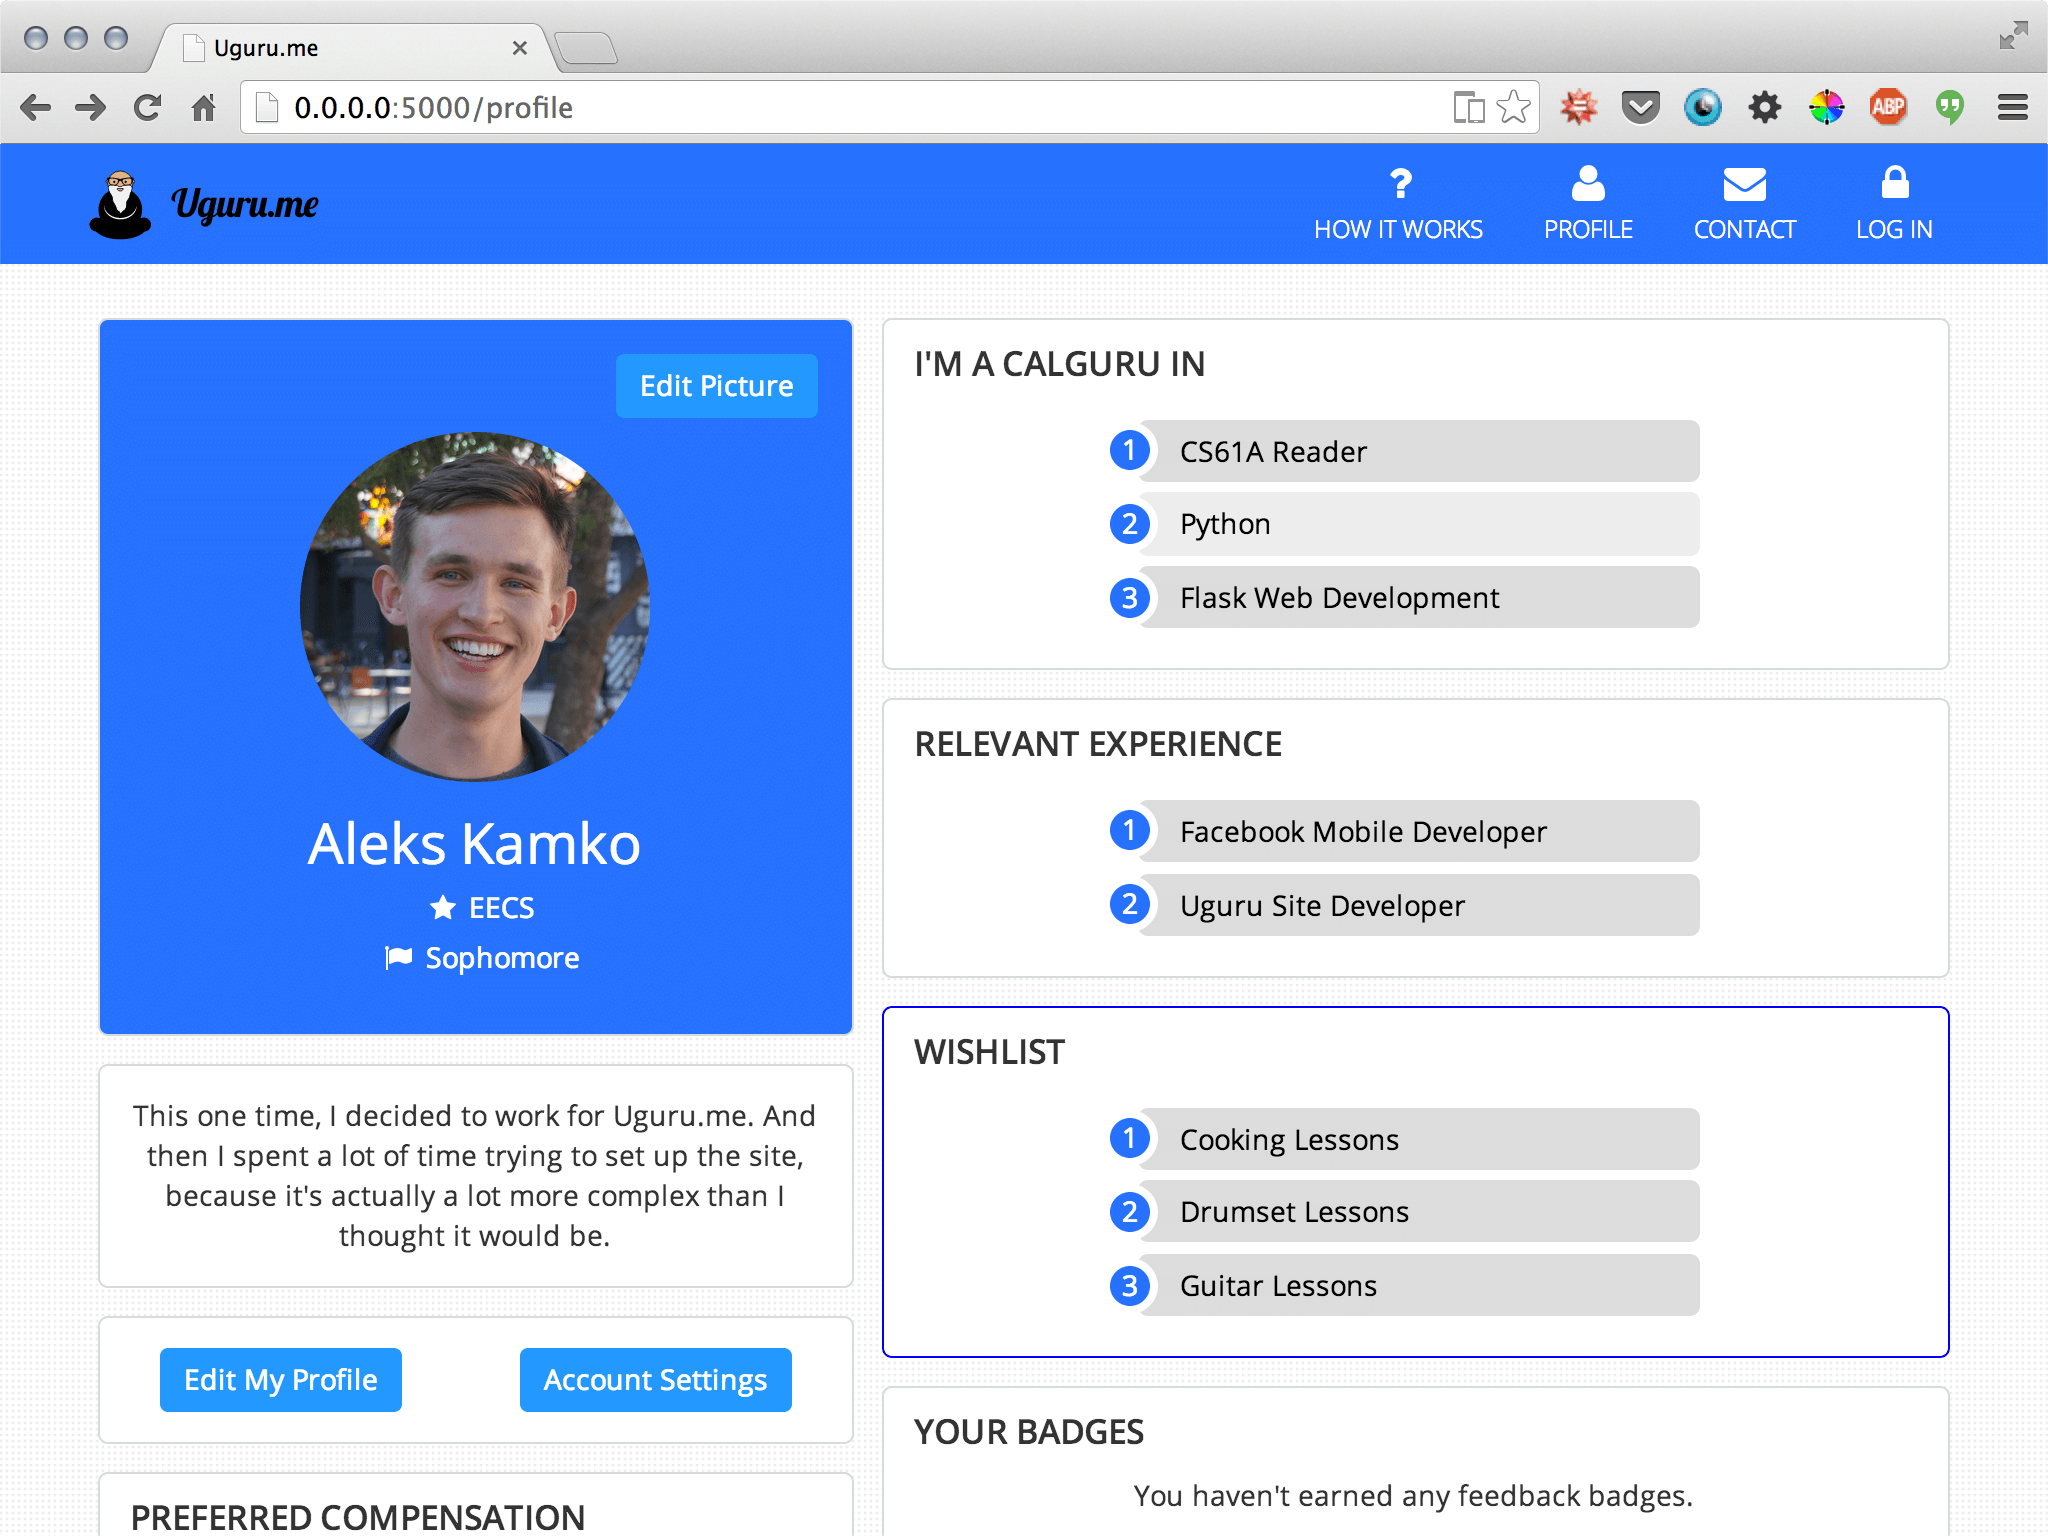 Uguru.me
0.0.0.0:5000/profile
ABP
Uguru.me
HOW IT WORKS
PROFILE
CONTACT
LOG IN
Edit Picture
Aleks Kamko
EECS
Sophomore
This one time, I decided to work for Uguru.me. And
then I spent a lot of time trying to set up the site,
because it's actually a lot more complex than I
thought it would be.
Edit My Profile
Account Settings
PREFERRED COMPENSATION
I'M A CALGURU IN
1 CS61A Reader
2 Python
3 Flask Web Development
RELEVANT EXPERIENCE
1 Facebook Mobile Developer
2 Uguru Site Developer
WISHLIST
1 Cooking Lessons
2 Drumset Lessons
3 Guitar Lessons
YOUR BADGES
You haven't earned any feedback badges.